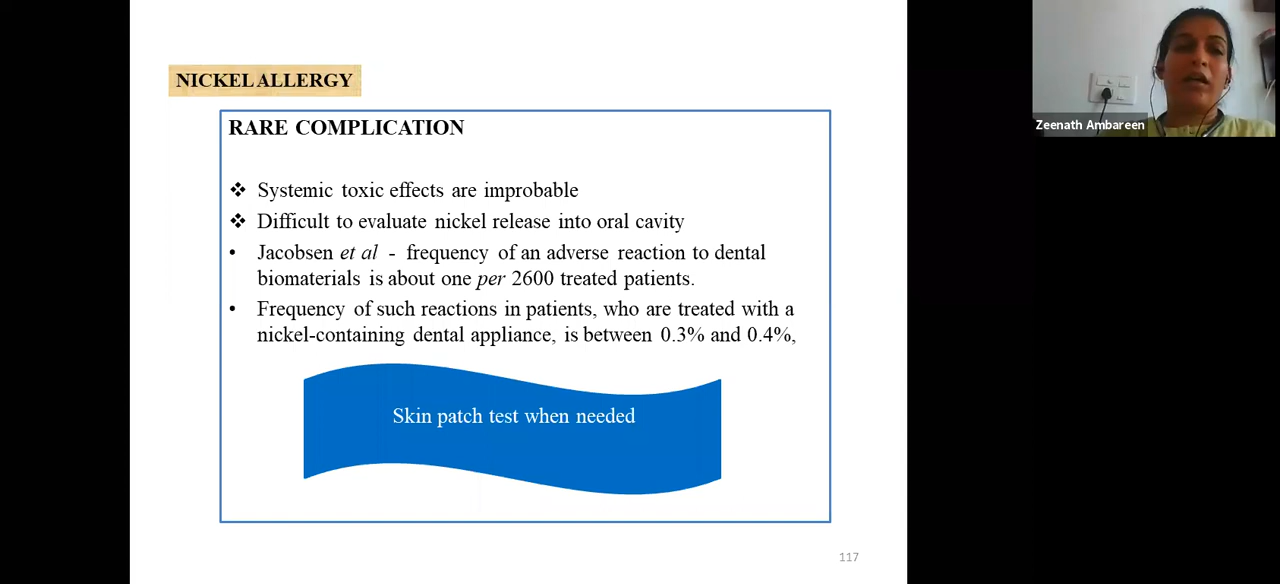 NICKEL ALLERGY
RARE COMPLICATION
❖ Systemic toxic effects are improbable
❖ Difficult to evaluate nickel release into oral cavity
• Jacobsen et al - frequency of an adverse reaction to dental
biomaterials is about one per 2600 treated patients.
• Frequency of such reactions in patients, who are treated with a
nickel-containing dental appliance, is between 0.3% and 0.4%,
Skin patch test when needed
117
Zeenath Ambareen